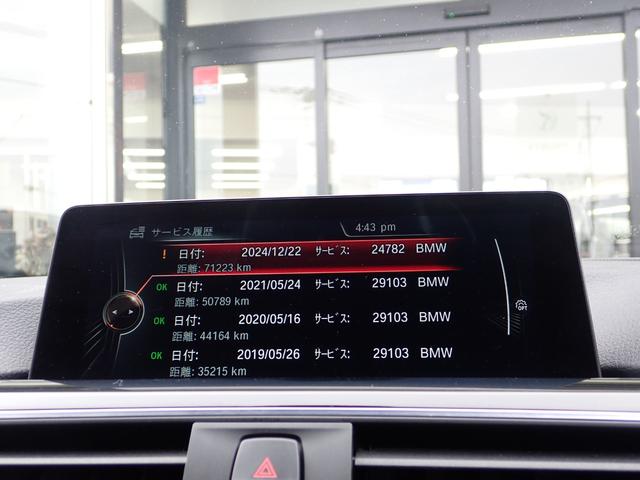 サービス履歴 4:43 pm
! 日付: 2024/12/22 ｻｰﾋﾞｽ: 24782 BMW
距離: 71223 km
OK 日付: 2021/05/24 ｻｰﾋﾞｽ: 29103 BMW
距離: 50789 km
OK 日付: 2020/05/16 ｻｰﾋﾞｽ: 29103 BMW
距離: 44164 km
OK 日付: 2019/05/26 ｻｰﾋﾞｽ: 29103 BMW
距離: 35215 km
OPT